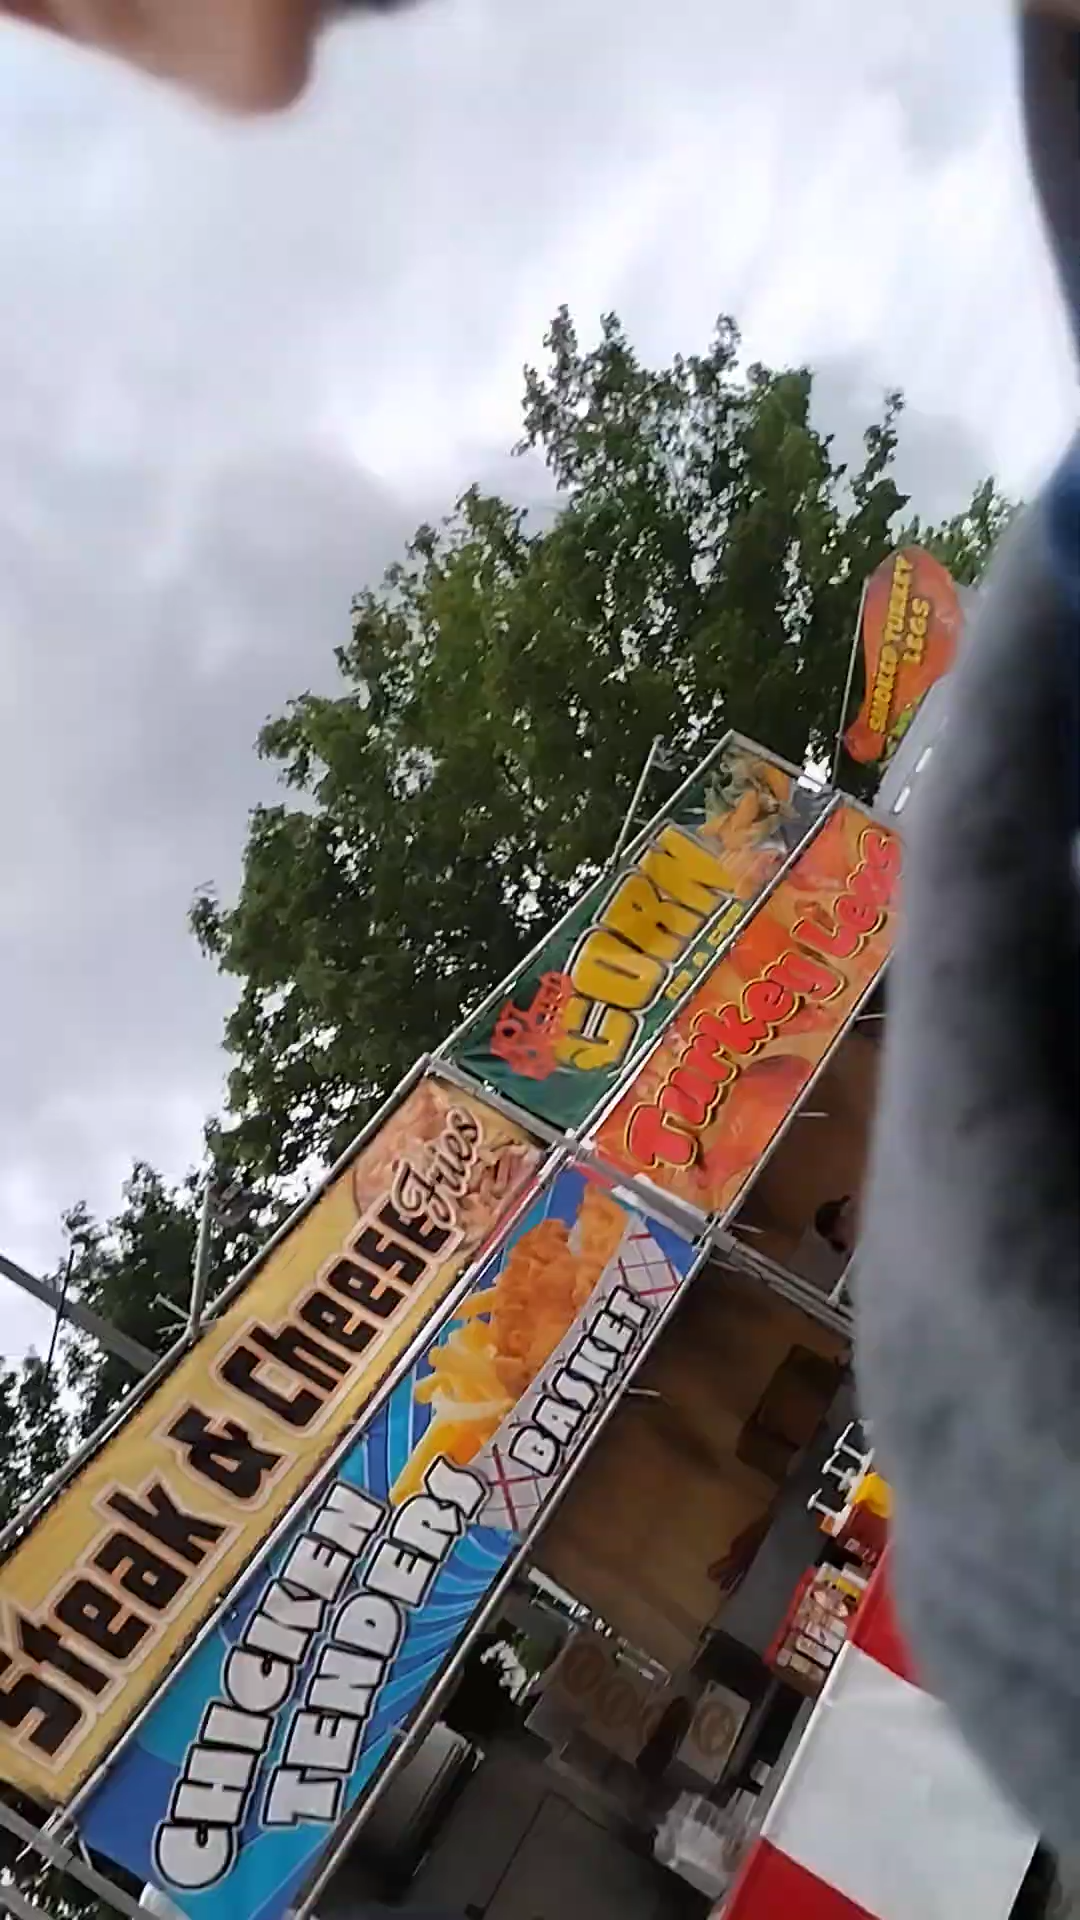 SMOKED TURKEY
LEGS
CORN
Turkey Legs
Steak & Cheese Fries
CHICKEN
TENDERS
BASKET